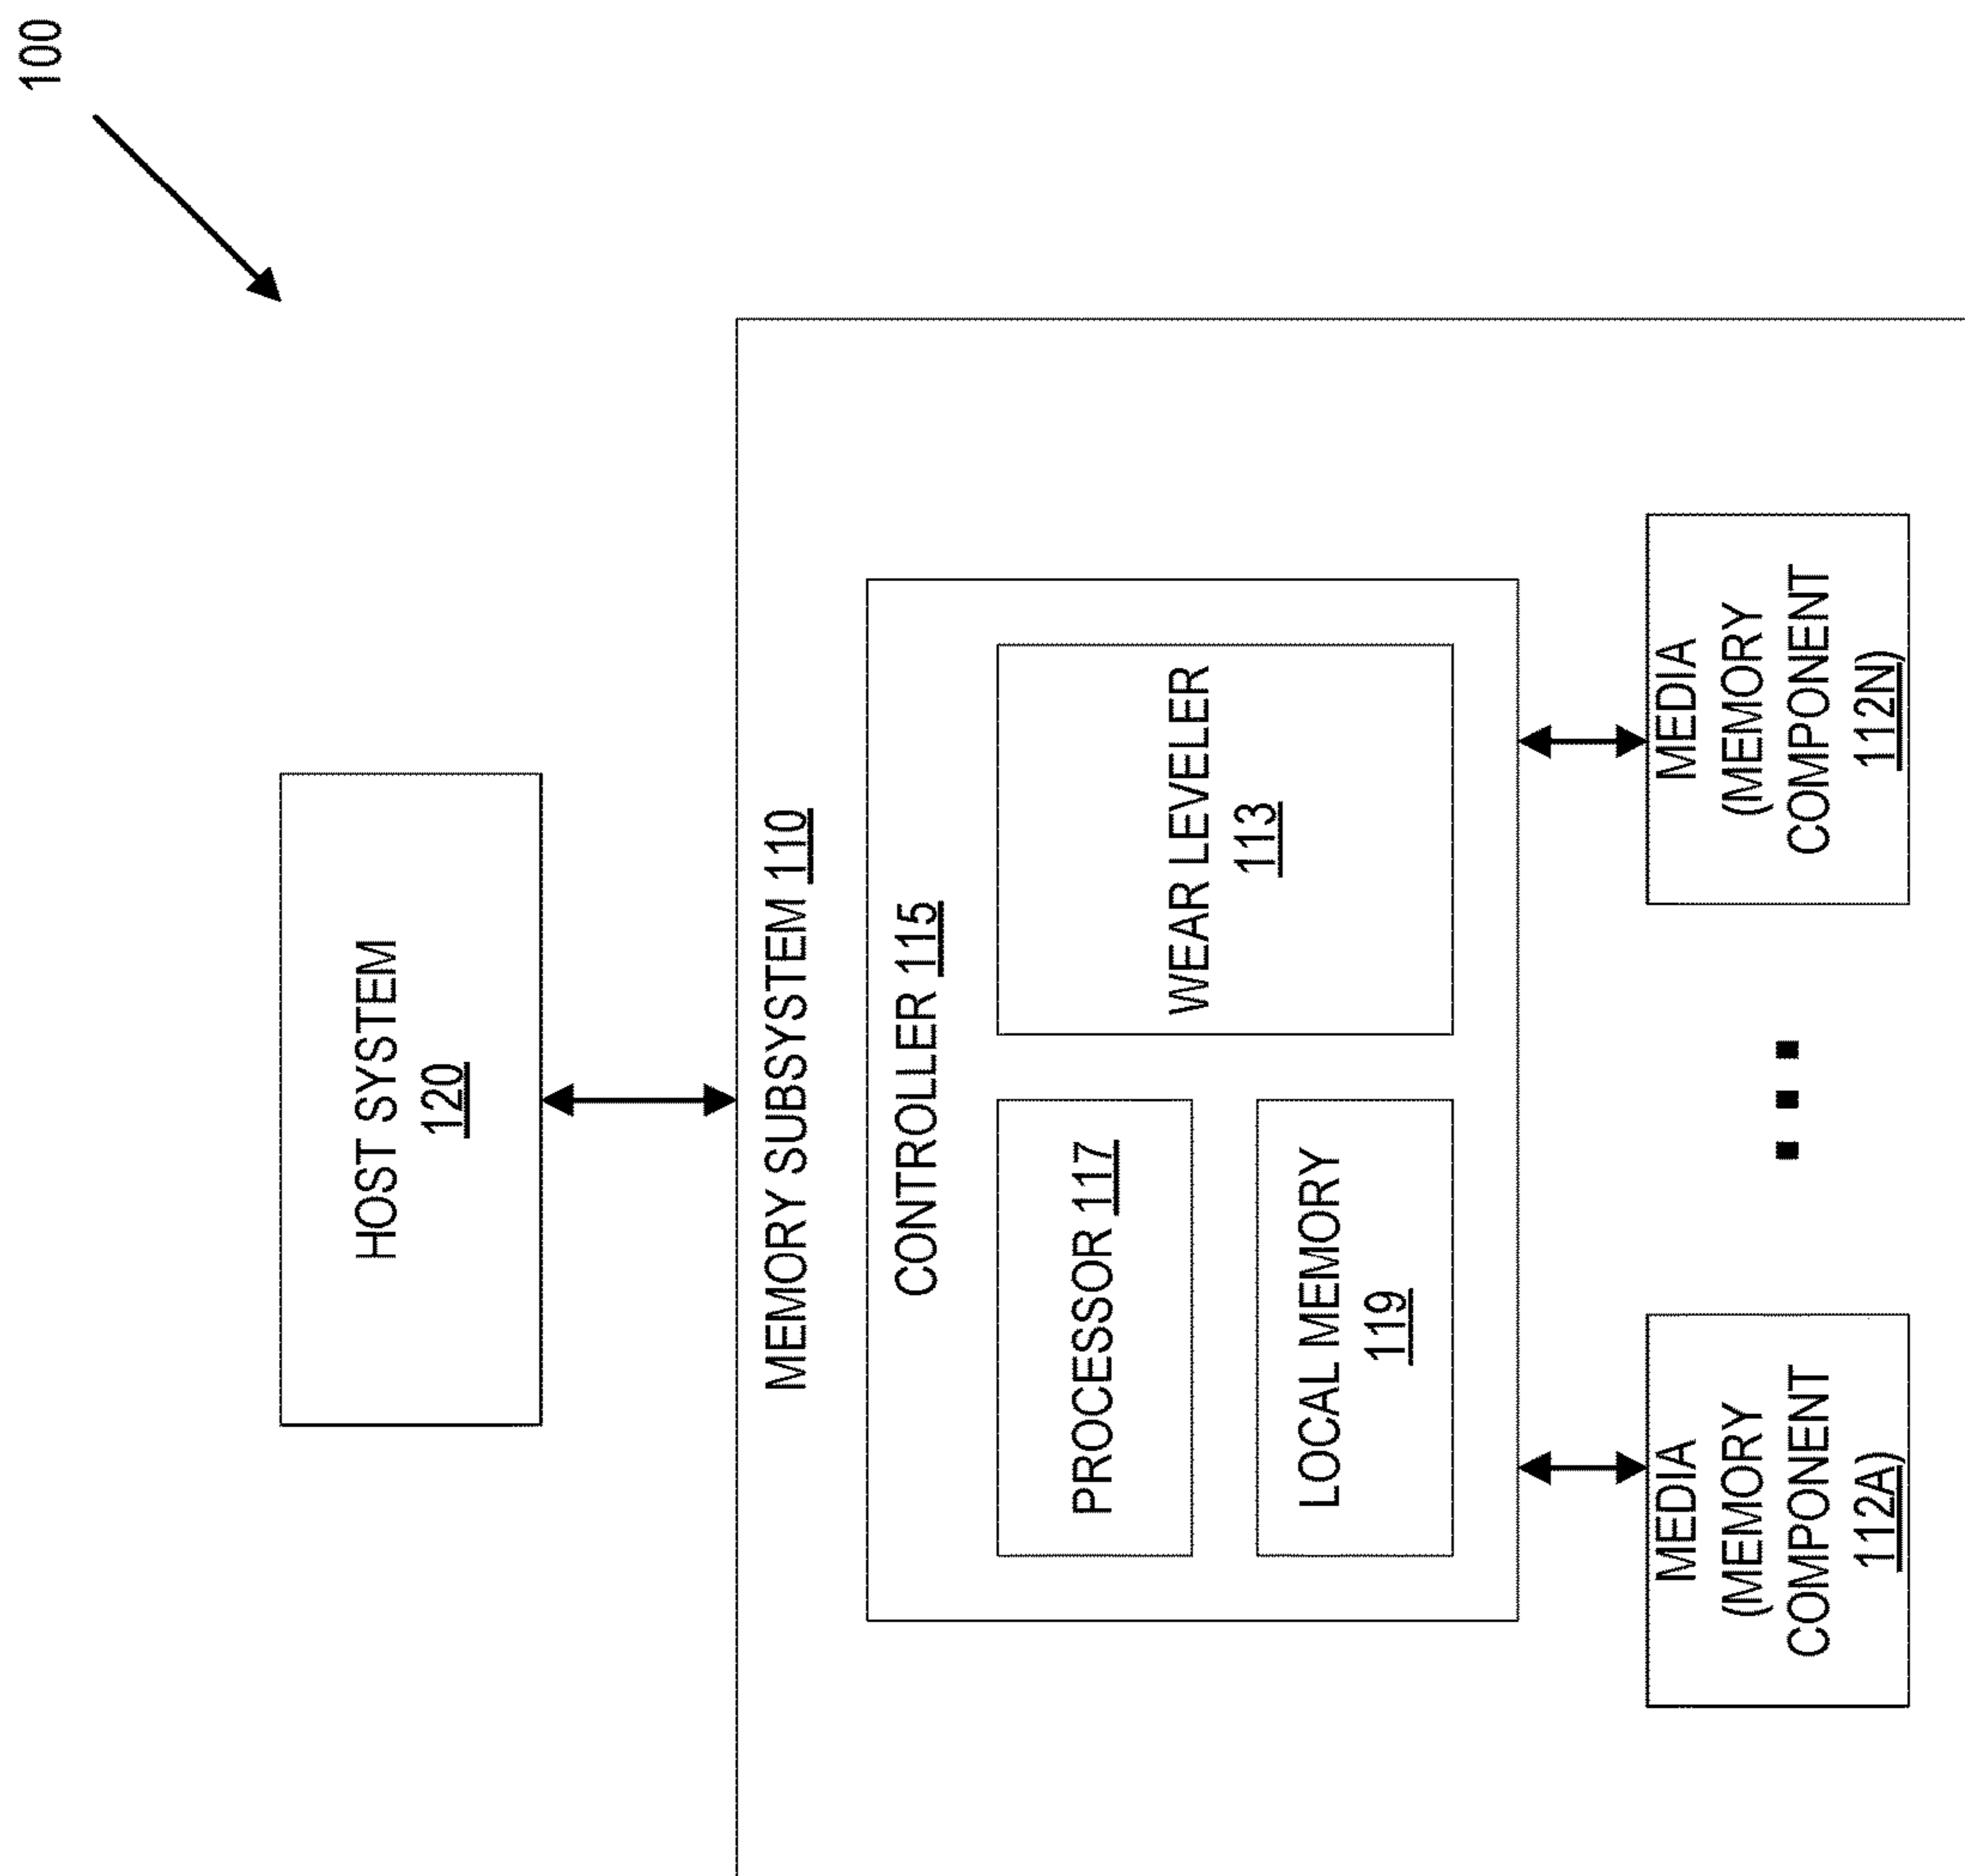 100
HOST SYSTEM
120
MEMORY SUBSYSTEM 110
CONTROLLER 115
PROCESSOR 117
LOCAL MEMORY
119
WEAR LEVELER
113
MEDIA
(MEMORY
COMPONENT
112A)
MEDIA
(MEMORY
COMPONENT
112N)